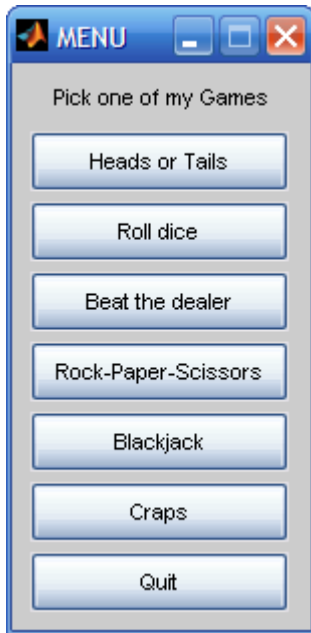 MENU
Pick one of my Games
Heads or Tails
Roll dice
Beat the dealer
Rock-Paper-Scissors
Blackjack
Craps
Quit